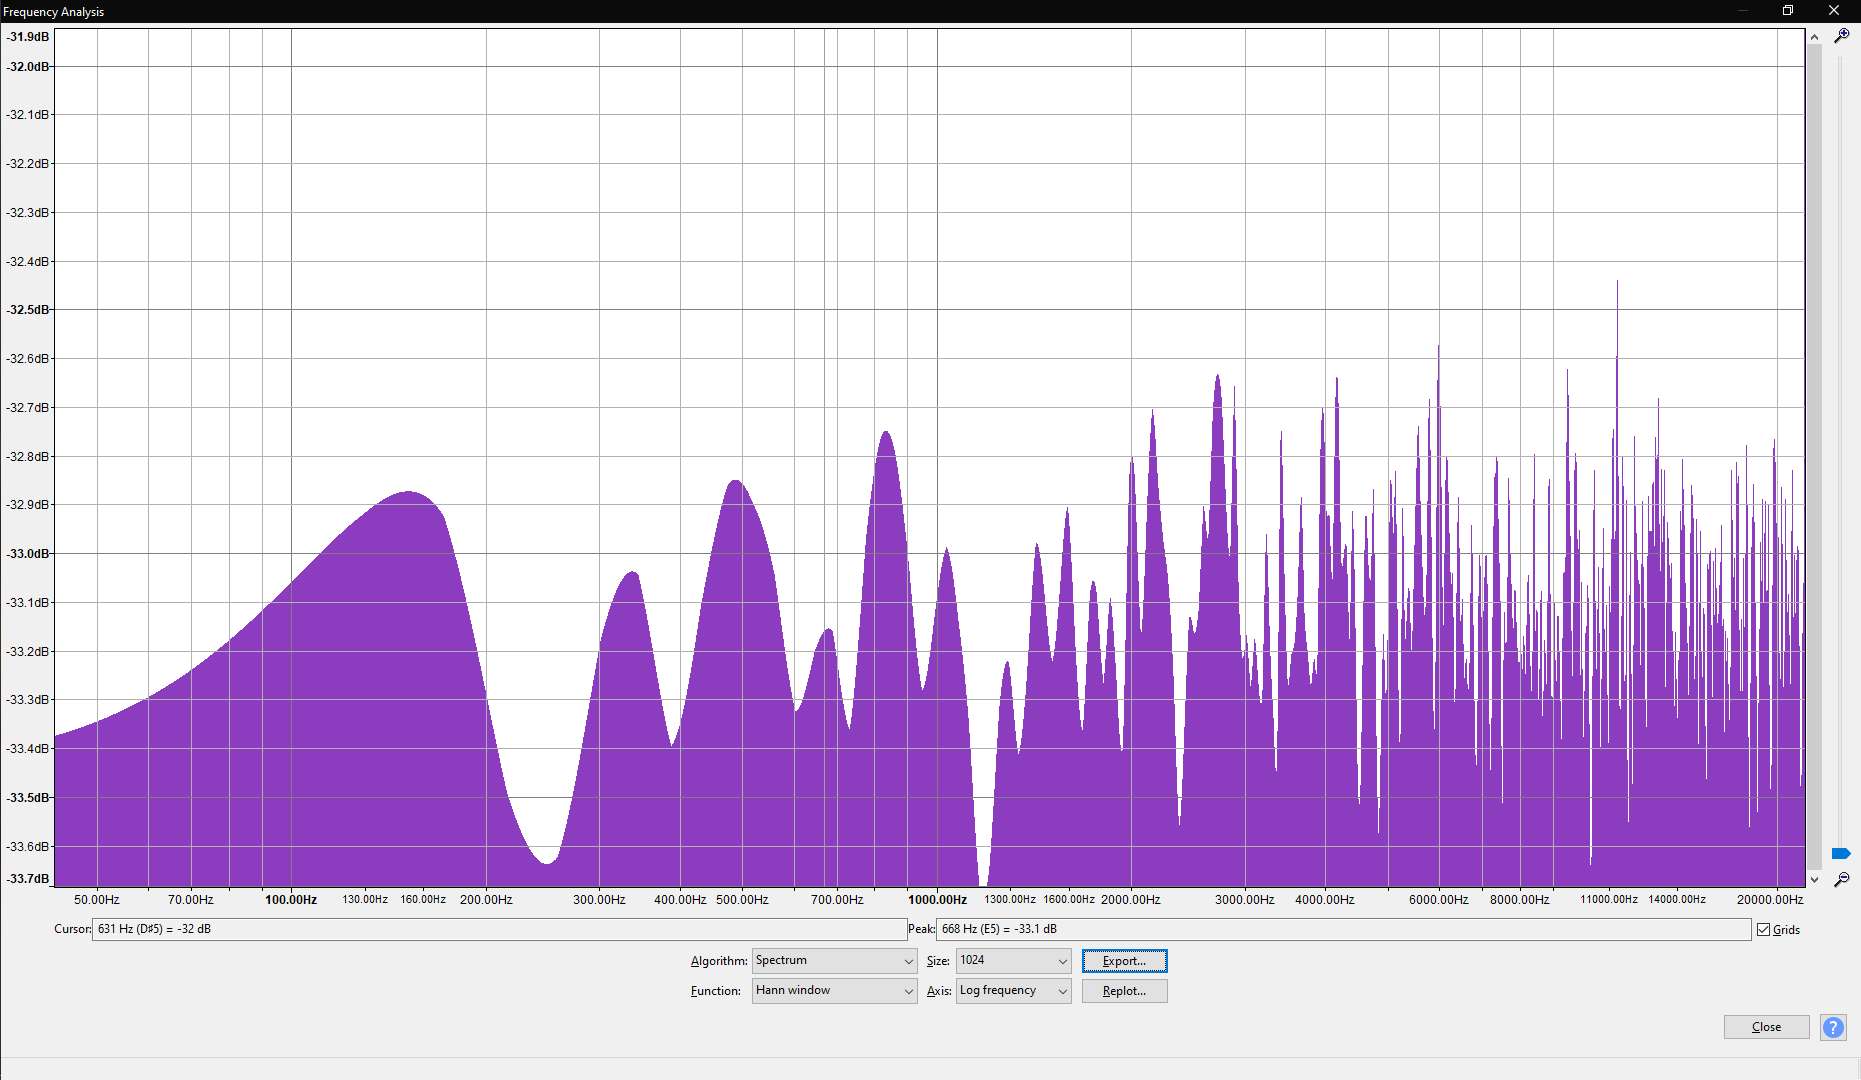 Frequency Analysis
-31.9dB
-32.0dB
-32.1dB
-32.2dB
-32.3dB
-32.4dB
-32.5dB
-32.6dB
-32.7dB
-32.8dB
-32.9dB
-33.0dB
-33.1dB
-33.2dB
-33.3dB
-33.4dB
-33.5dB
-33.6dB
-33.7dB
50.00Hz 70.00Hz 100.00Hz 130.00Hz 160.00Hz 200.00Hz 300.00Hz 400.00Hz 500.00Hz 700.00Hz 1000.00Hz 1300.00Hz 1600.00Hz 2000.00Hz 3000.00Hz 4000.00Hz 6000.00Hz 8000.00Hz 11000.00Hz 14000.00Hz 20000.00Hz
Cursor: 631 Hz (D♯5) = -32 dB Peak: 668 Hz (E5) = -33.1 dB Grids
Algorithm: Spectrum Size: 1024 Export...
Function: Hann window Axis: Log frequency Replot...
Close ?